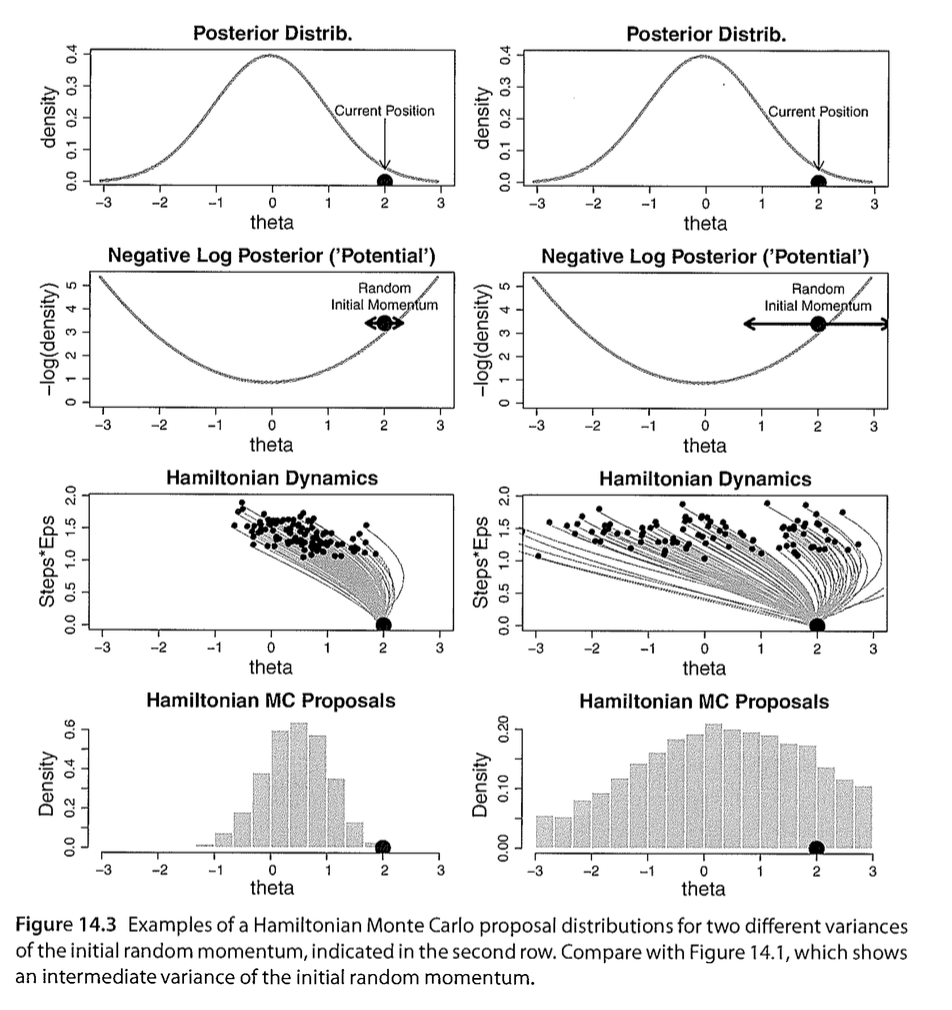 Posterior Distrib.
0.0 0.1 0.2 0.3 0.4
density
Current Position
−3 −2 −1 0 1 2 3
theta
Posterior Distrib.
0.0 0.1 0.2 0.3 0.4
density
Current Position
−3 −2 −1 0 1 2 3
theta
Negative Log Posterior ('Potential')
0 1 2 3 4 5
−log(density)
Random
Initial Momentum
−3 −2 −1 0 1 2 3
theta
Negative Log Posterior ('Potential')
0 1 2 3 4 5
−log(density)
Random
Initial Momentum
−3 −2 −1 0 1 2 3
theta
Hamiltonian Dynamics
0.0 0.5 1.0 1.5 2.0
Steps*Eps
−3 −2 −1 0 1 2 3
theta
Hamiltonian Dynamics
0.0 0.5 1.0 1.5 2.0
Steps*Eps
−3 −2 −1 0 1 2 3
theta
Hamiltonian MC Proposals
0.0 0.2 0.4 0.6
Density
−3 −2 −1 0 1 2 3
theta
Hamiltonian MC Proposals
0.00 0.10 0.20
Density
−3 −2 −1 0 1 2 3
theta
Figure 14.3 Examples of a Hamiltonian Monte Carlo proposal distributions for two different variances
of the initial random momentum, indicated in the second row. Compare with Figure 14.1, which shows
an intermediate variance of the initial random momentum.